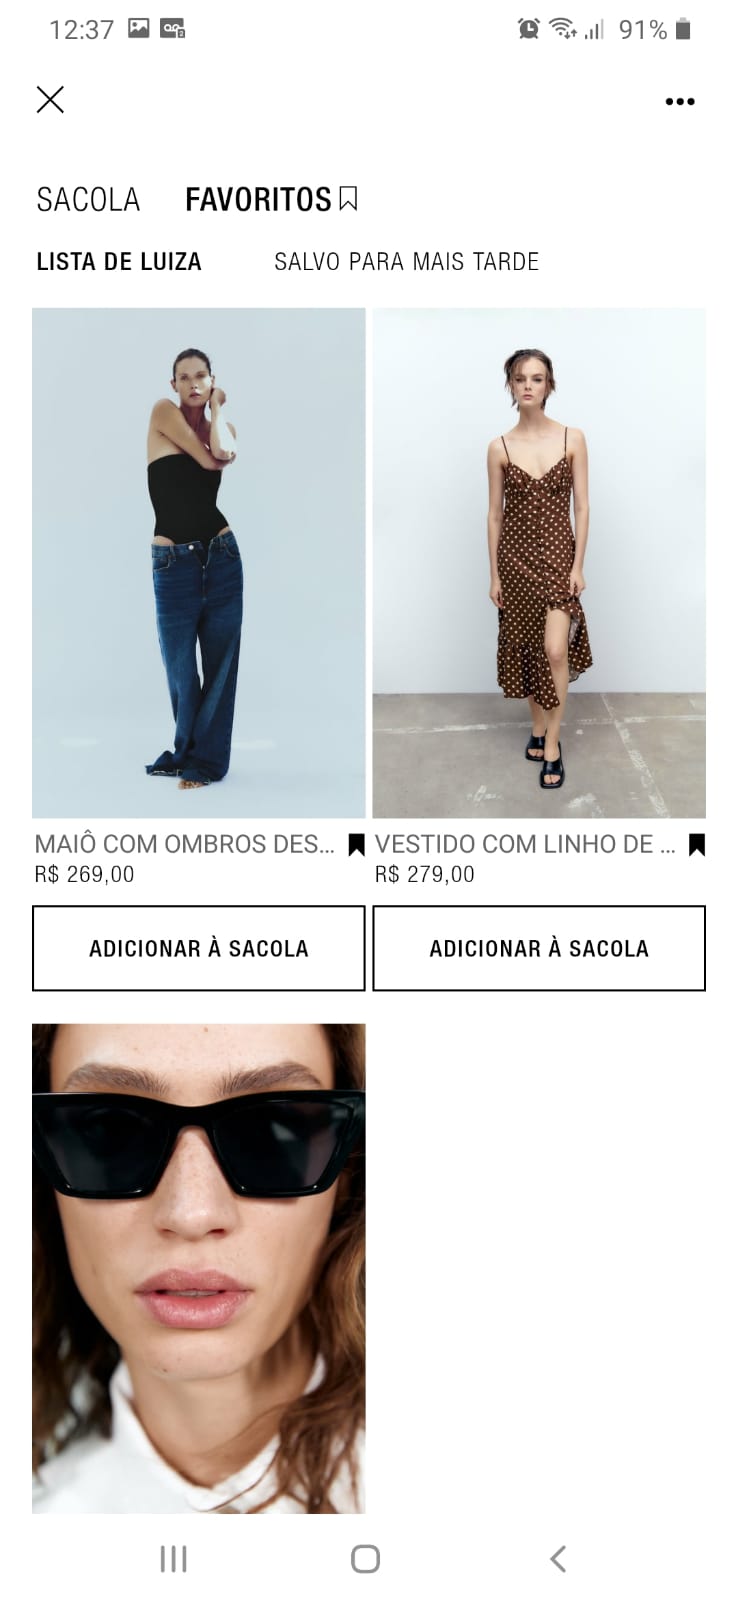 12:37 91%
SACOLA FAVORITOS
LISTA DE LUIZA SALVO PARA MAIS TARDE
MAIÔ COM OMBROS DES... VESTIDO COM LINHO DE ...
R$ 269,00 R$ 279,00
ADICIONAR À SACOLA ADICIONAR À SACOLA